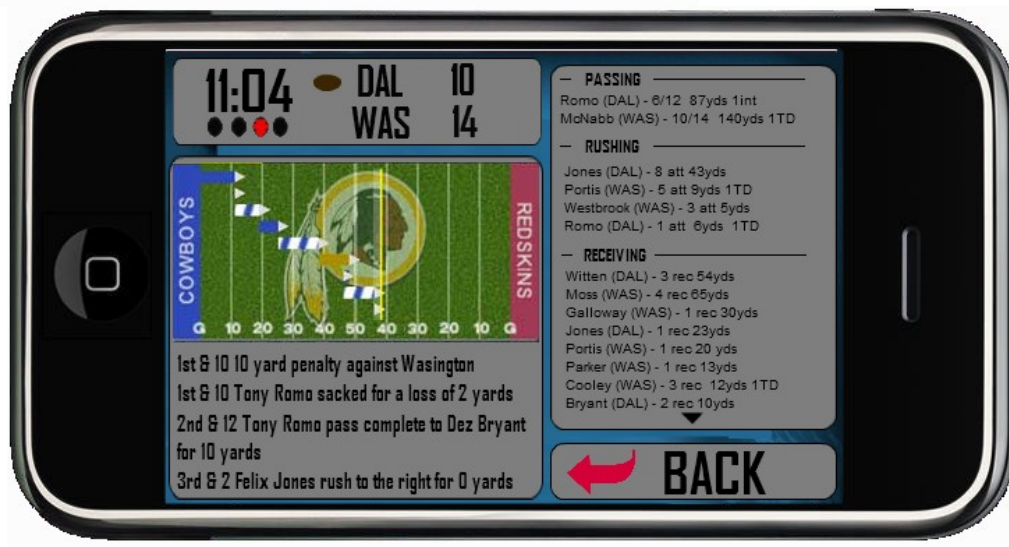 11:04
DAL 10
WAS 14
COWBOYS
REDSKINS
G 10 20 30 40 50 40 30 20 10 G
1st & 10 10 yard penalty against Wasington
1st & 10 Tony Romo sacked for a loss of 2 yards
2nd & 12 Tony Romo pass complete to Dez Bryant
for 10 yards
3rd & 2 Felix Jones rush to the right for 0 yards
PASSING
Romo (DAL) - 6/12 87yds 1int
McNabb (WAS) - 10/14 140yds 1TD
RUSHING
Jones (DAL) - 8 att 43yds
Portis (WAS) - 5 att 9yds 1TD
Westbrook (WAS) - 3 att 5yds
Romo (DAL) - 1 att 6yds 1TD
RECEIVING
Witten (DAL) - 3 rec 54yds
Moss (WAS) - 4 rec 65yds
Galloway (WAS) - 1 rec 30yds
Jones (DAL) - 1 rec 23yds
Portis (WAS) - 1 rec 20 yds
Parker (WAS) - 1 rec 13yds
Cooley (WAS) - 3 rec 12yds 1TD
Bryant (DAL) - 2 rec 10yds
BACK